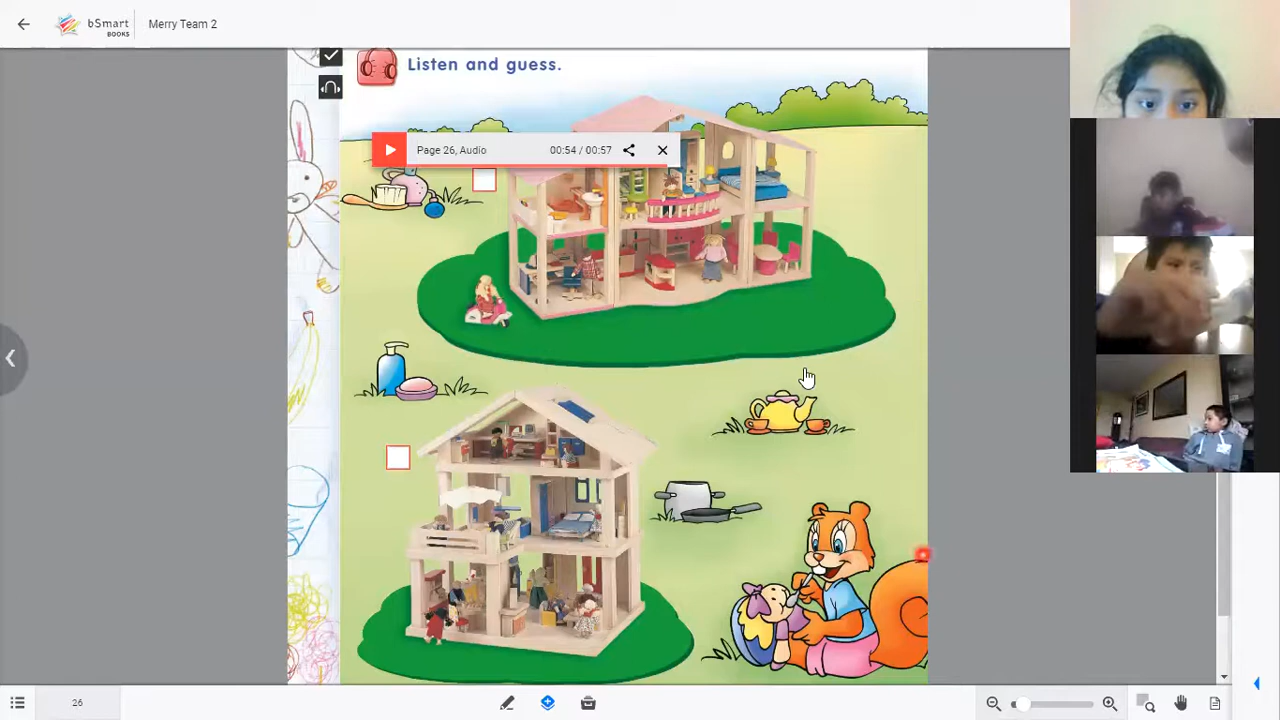 bSmart
BOOKS
Merry Team 2
Listen and guess.
Page 26, Audio 00:54 / 00:57
26